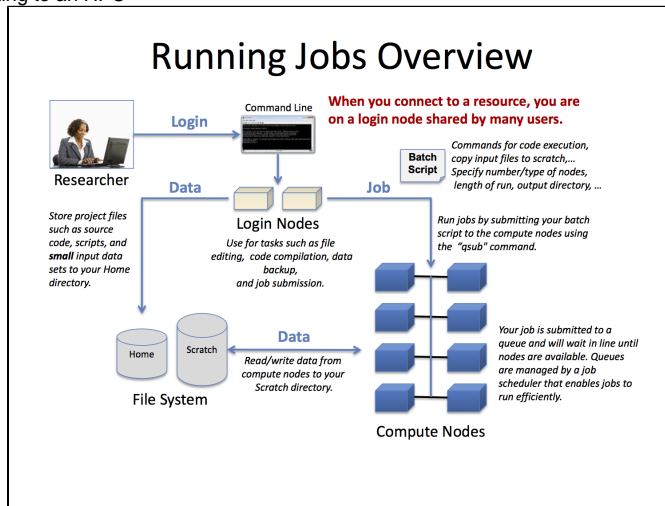 Running Jobs Overview
Command Line
When you connect to a resource, you are
on a login node shared by many users.
Login
Researcher
Batch
Script
Commands for code execution,
copy input files to scratch,...
Specify number/type of nodes,
length of run, output directory, ...
Data
Job
Login Nodes
Store project files
such as source
code, scripts, and
small input data
sets to your Home
directory.
Use for tasks such as file
editing, code compilation, data
backup,
and job submission.
Run jobs by submitting your batch
script to the compute nodes using
the “qsub" command.
Home
Scratch
File System
Data
Read/write data from
compute nodes to your
Scratch directory.
Your job is submitted to a
queue and will wait in line until
nodes are available. Queues
are managed by a job
scheduler that enables jobs to
run efficiently.
Compute Nodes